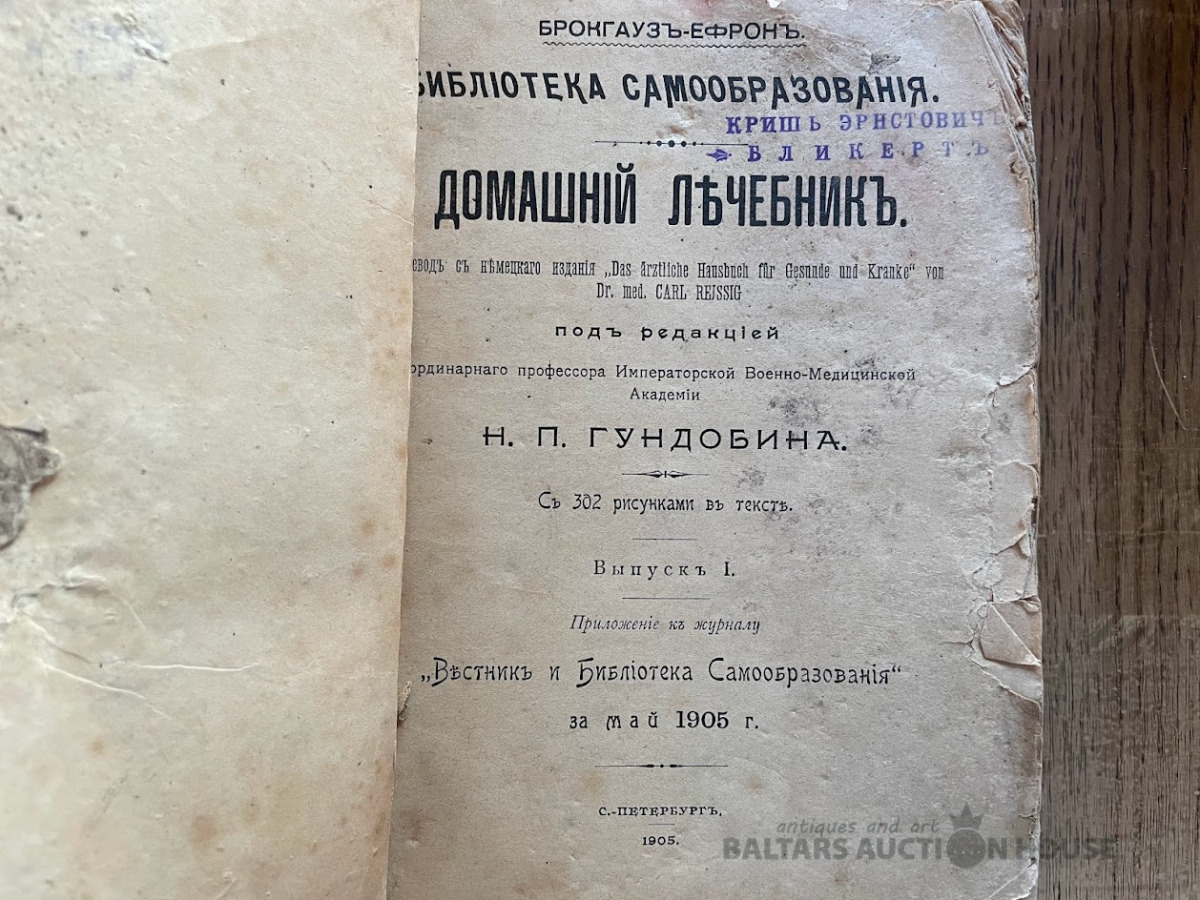 БРОКГАУЗЪ-ЕФРОНЪ.
БИБЛІОТЕКА САМООБРАЗОВАНІЯ.
КРИШЬ ЭРНСТОВИЧЪ
БЛИКЕРТЪ
ДОМАШНІЙ ЛѢЧЕБНИКЪ.
съ нѣмецкаго изданія „Das ärztliche Hausbuch für Gesunde und Kranke“ von
Dr. med. CARL REISSIG
подъ редакціей
ординарнаго профессора Императорской Военно-Медицинской
Академіи
Н. П. ГУНДОБИНА.
Съ 302 рисунками въ текстѣ.
Выпускъ I.
Приложеніе къ журналу
„Вѣстникъ и Библіотека Самообразованія“
за май 1905 г.
С.-ПЕТЕРБУРГЪ,
1905.
antiques and art
BALTARS AUCTION HOUSE